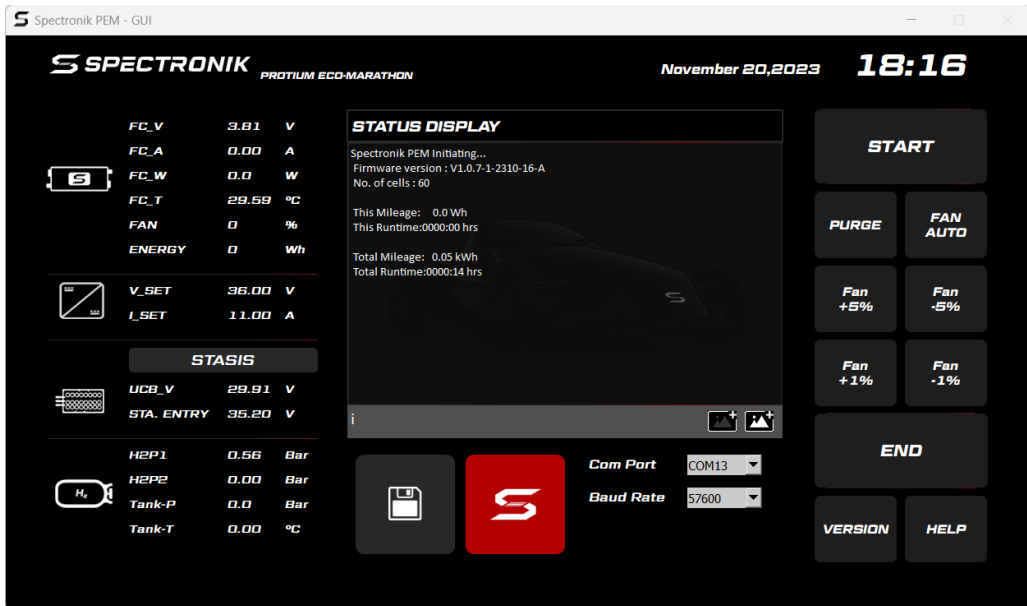 Spectronik PEM - GUI
SPECTRONIK PROTIUM ECO-MARATHON
November 20,2023
18:16
FC_V 3.81 V
FC_A 0.00 A
FC_W 0.0 W
FC_T 29.59 ºC
FAN 0 %
ENERGY 0 Wh
V_SET 36.00 V
I_SET 11.00 A
STASIS
UCB_V 29.91 V
STA. ENTRY 35.20 V
H2P1 0.56 Bar
H2P2 0.00 Bar
Tank-P 0.0 Bar
Tank-T 0.00 ºC
H₂
STATUS DISPLAY
Spectronik PEM Initiating...
Firmware version : V1.0.7-1-2310-16-A
No. of cells : 60
This Mileage: 0.0 Wh
This Runtime:0000:00 hrs
Total Mileage: 0.05 kWh
Total Runtime:0000:14 hrs
i
Com Port COM13
Baud Rate 57600
START
PURGE
FAN
AUTO
Fan
+5%
Fan
-5%
Fan
+1%
Fan
-1%
END
VERSION
HELP